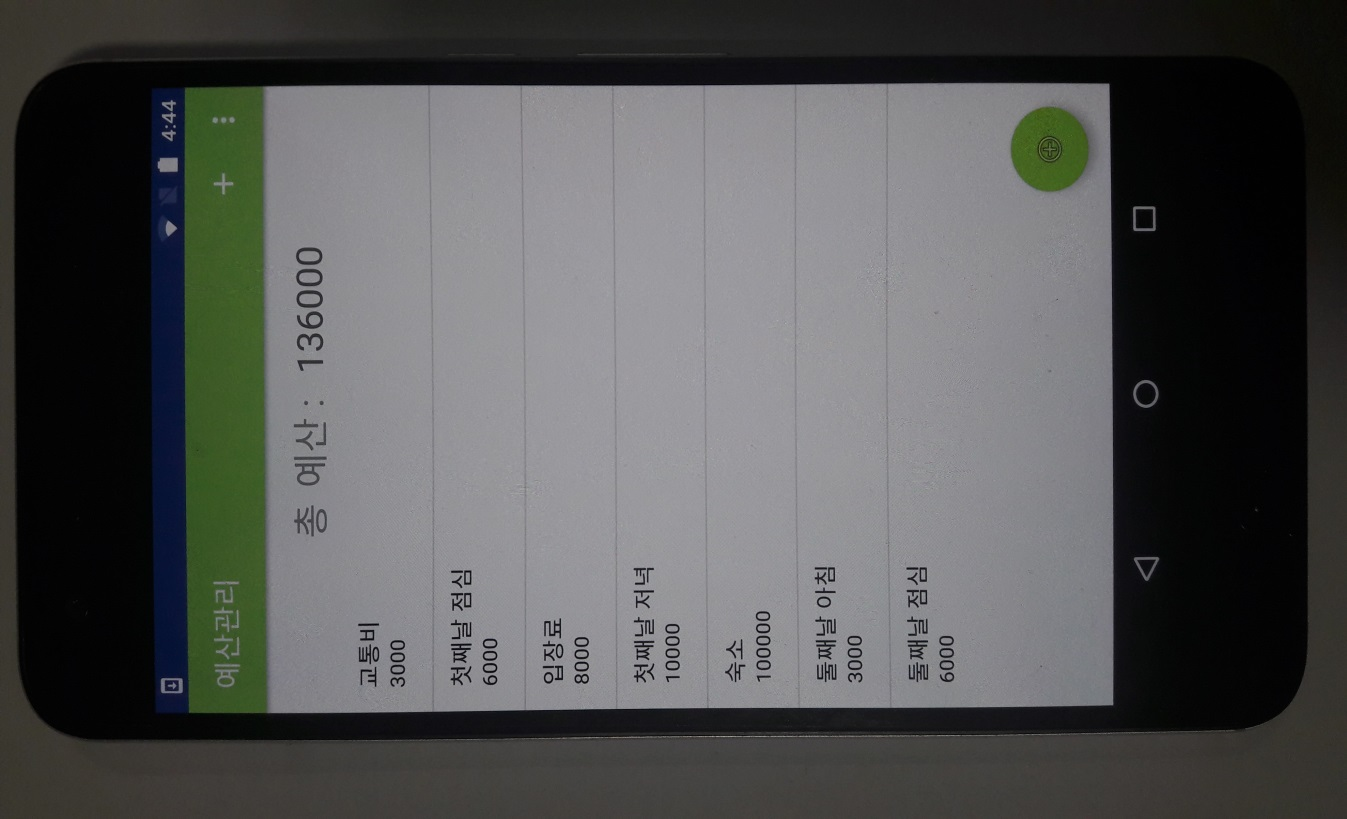 4:44
예산관리
총 예산 : 136000
교통비
3000
첫째날 점심
6000
입장료
8000
첫째날 저녁
10000
숙소
100000
둘째날 아침
3000
둘째날 점심
6000